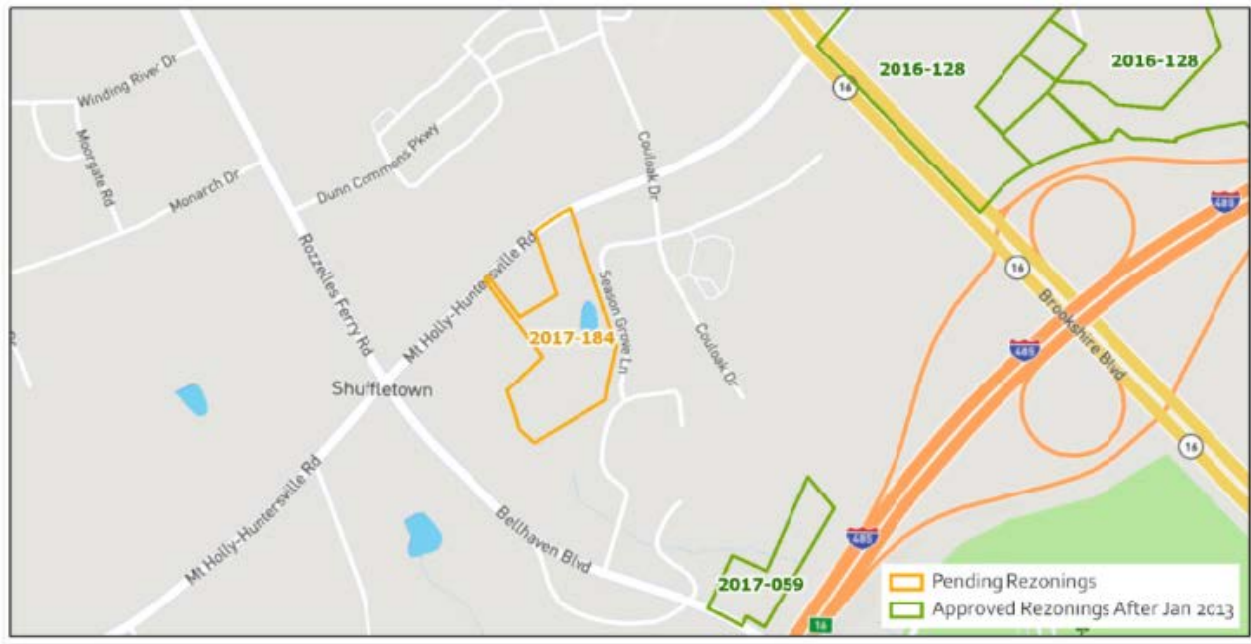 2016-128
2016-128
16
Winding River Dr
Moorgate Rd
Monarch Dr
Dunn Commons Pkwy
Couloak Dr
485
Rozzelles Ferry Rd
Mt Holly-Huntersville Rd
Season Grove Ln
16
Brookshire Blvd
2017-184
485
Couloak Dr
Shuffletown
16
Mt Holly-Huntersville Rd
Bellhaven Blvd
485
2017-059
Pending Rezonings
Approved Rezonings After Jan 2013
16